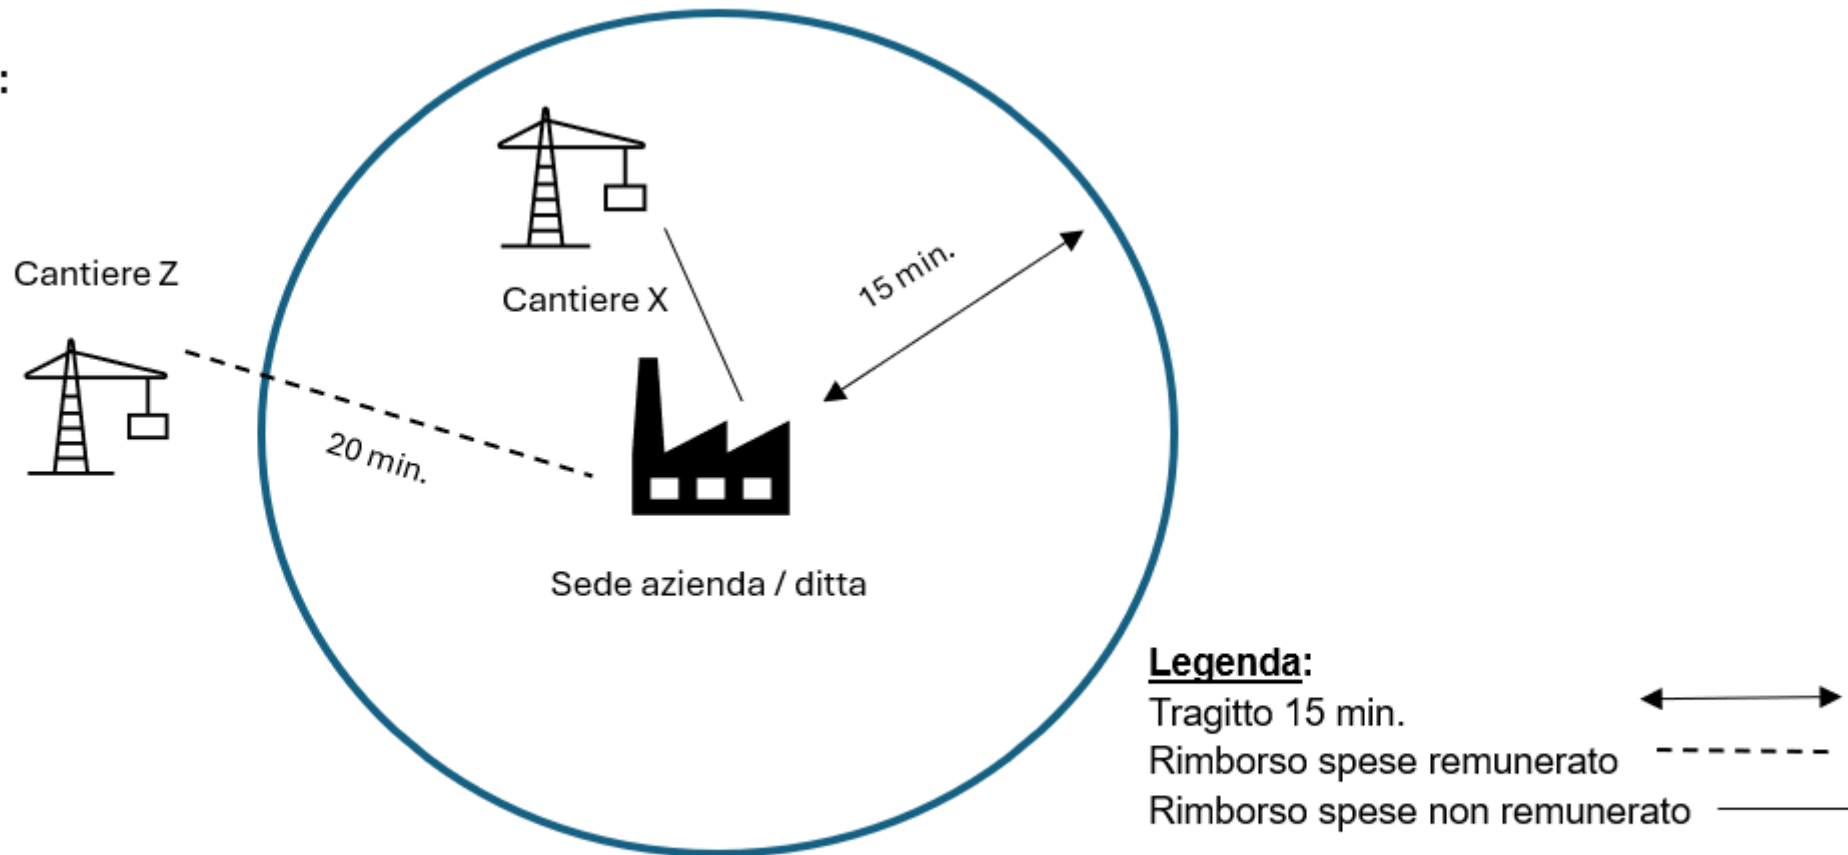 :
Cantiere Z
Cantiere X
15 min.
20 min.
Sede azienda / ditta
Legenda:
Tragitto 15 min.
Rimborso spese remunerato
Rimborso spese non remunerato